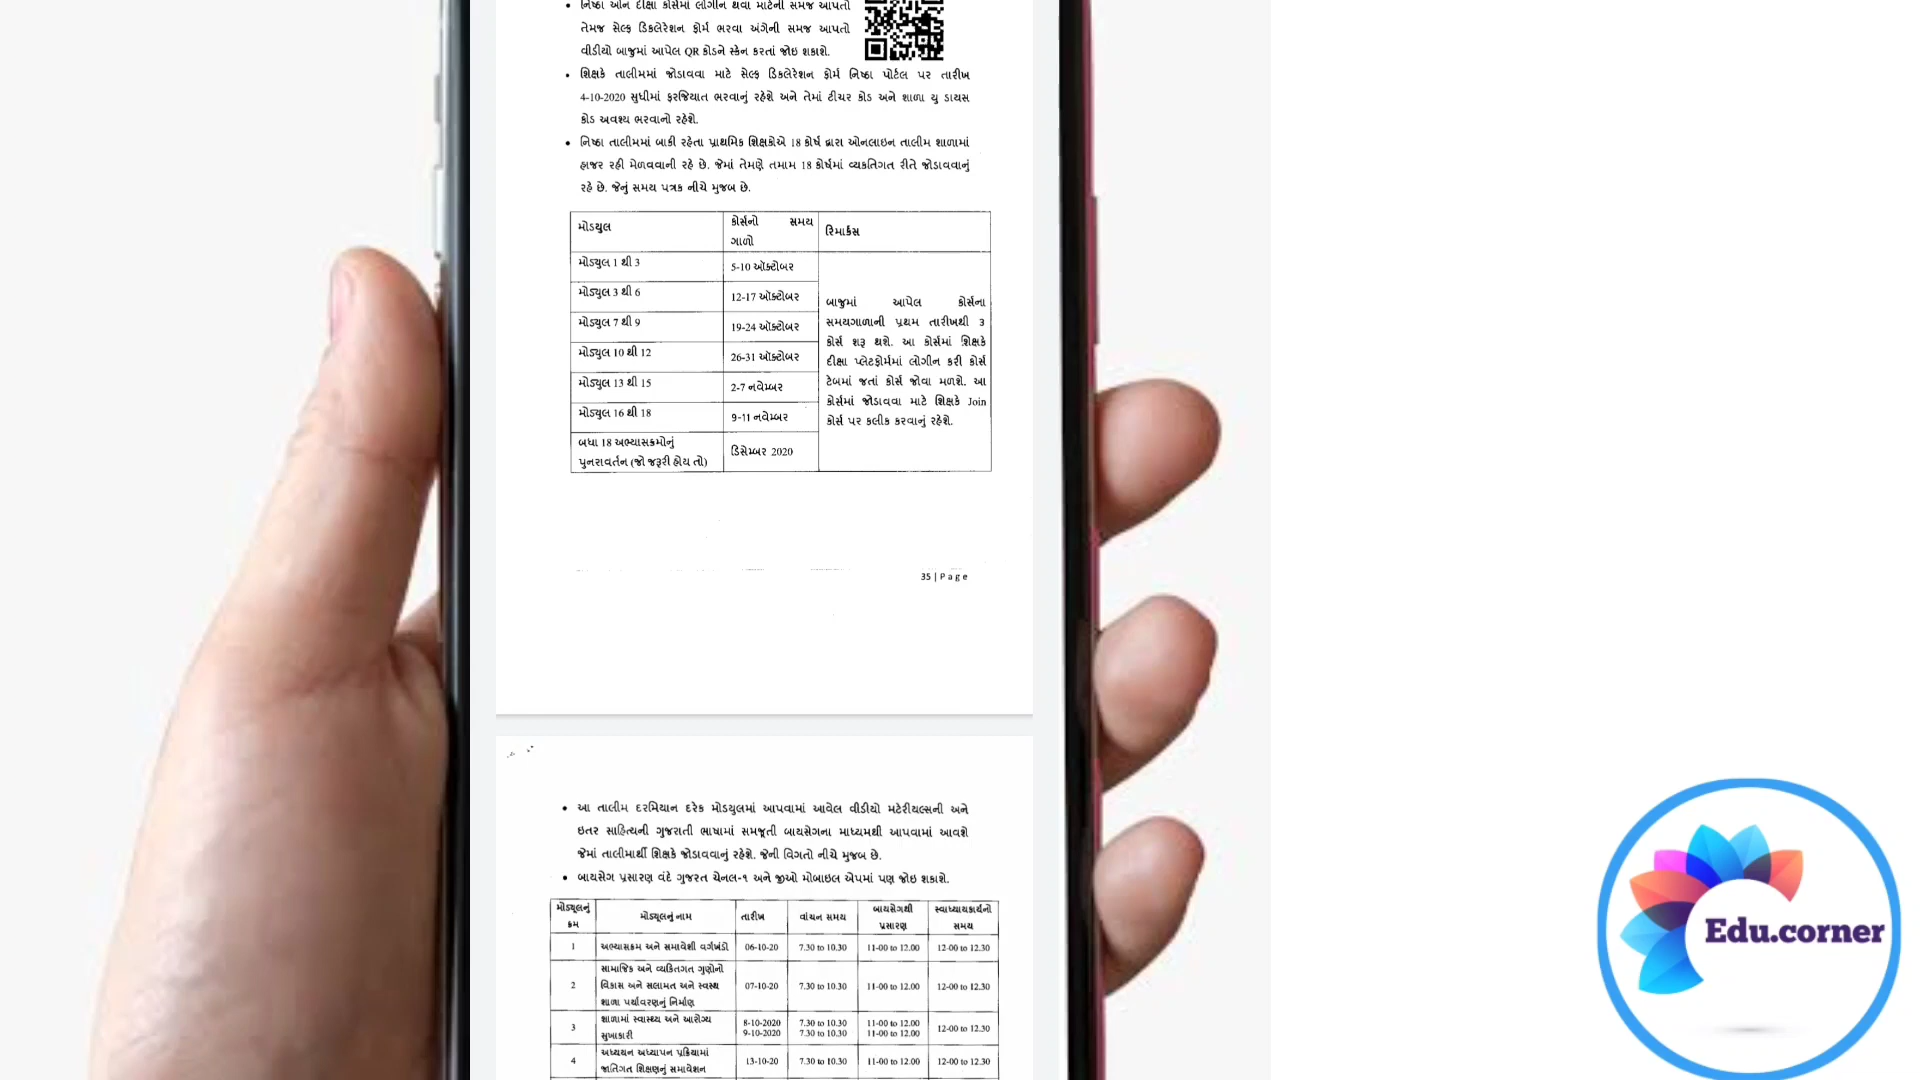 નિષ્ઠા ઓન દીક્ષા કોર્સમાં લોગીન થવા માટેની સમજ આપતો
તેમજ સેલ્ફ ડિકલેરેશન ફોર્મ ભરવા અંગેની સમજ આપતો
વીડીયો બાજુમાં આપેલ QR કોડને સ્કેન કરતાં જોઇ શકાશે.
• શિક્ષકે તાલીમમાં જોડાવવા માટે સેલ્ફ ડિકલેરેશન ફોર્મ નિષ્ઠા પોર્ટલ પર તારીખ
4-10-2020 સુધીમાં ફરજિયાત ભરવાનું રહેશે અને તેમાં ટીચર કોડ અને શાળા યુ ડાયસ
કોડ અવશ્ય ભરવાનો રહેશે.
• નિષ્ઠા તાલીમમાં બાકી રહેતા પ્રાથમિક શિક્ષકોએ 18 કોર્ષ દ્વારા ઓનલાઇન તાલીમ શાળામાં
હાજર રહી મેળવવાની રહે છે. જેમાં તેમણે તમામ 18 કોર્ષમાં વ્યકતિગત રીતે જોડાવવાનું
રહે છે. જેનું સમય પત્રક નીચે મુજબ છે.
મોડ્યુલ
કોર્સનો સમય
ગાળો
રિમાર્કસ
મોડ્યુલ 1 થી 3
5-10 ઑક્ટોબર
મોડ્યુલ 3 થી 6
12-17 ઑક્ટોબર
મોડ્યુલ 7 થી 9
19-24 ઑક્ટોબર
મોડ્યુલ 10 થી 12
26-31 ઑક્ટોબર
મોડ્યુલ 13 થી 15
2-7 નવેમ્બર
મોડ્યુલ 16 થી 18
9-11 નવેમ્બર
બધા 18 અભ્યાસક્રમોનું
પુનરાવર્તન (જો જરૂરી હોય તો)
ડિસેમ્બર 2020
બાજુમાં આપેલ કોર્સના
સમયગાળાની પ્રથમ તારીખથી 3
કોર્સ શરૂ થશે. આ કોર્સમાં શિક્ષકે
દીક્ષા પ્લેટફોર્મમાં લોગીન કરી કોર્સ
ટેબમાં જતાં કોર્સ જોવા મળશે. આ
કોર્સમાં જોડાવવા માટે શિક્ષકે Join
કોર્સ પર કલીક કરવાનું રહેશે.
35 | Page
• આ તાલીમ દરમિયાન દરેક મોડયુલમાં આપવામાં આવેલ વીડીયો મટેરીયલ્સની અને
ઇતર સાહિત્યની ગુજરાતી ભાષામાં સમજૂતી બાયસેગના માધ્યમથી આપવામાં આવશે
જેમાં તાલીમાર્થી શિક્ષકે જોડાવવાનું રહેશે. જેની વિગતો નીચે મુજબ છે.
• બાયસેગ પ્રસારણ વંદે ગુજરત ચેનલ-૧ અને જીઓ મોબાઇલ એપમાં પણ જોઇ શકાશે.
મોડ્યૂલનું
ક્રમ
મોડ્યૂલનું નામ
તારીખ
વાંચન સમય
બાયસેગથી
પ્રસારણ
સ્વાધ્યાયકાર્યનો
સમય
1 અભ્યાસક્રમ અને સમાવેશી વર્ગખંડો 06-10-20 7.30 to 10.30 11-00 to 12.00 12-00 to 12.30
સામાજિક અને વ્યકિતગત ગુણોનો
2 વિકાસ અને સલામત અને સ્વસ્થ 07-10-20 7.30 to 10.30 11-00 to 12.00 12-00 to 12.30
શાળા પર્યાવરણનું નિર્માણ
3 શાળામાં સ્વાસ્થ્ય અને આરોગ્ય
સુખાકારી
8-10-2020 7.30 to 10.30 11-00 to 12.00
9-10-2020 7.30 to 10.30 11-00 to 12.00
12-00 to 12.30
4 અધ્યયન અધ્યાપન પ્રક્રિયામાં
જાતિગત શિક્ષણનું સમાવેશન
13-10-20 7.30 to 10.30 11-00 to 12.00 12-00 to 12.30
Edu.corner